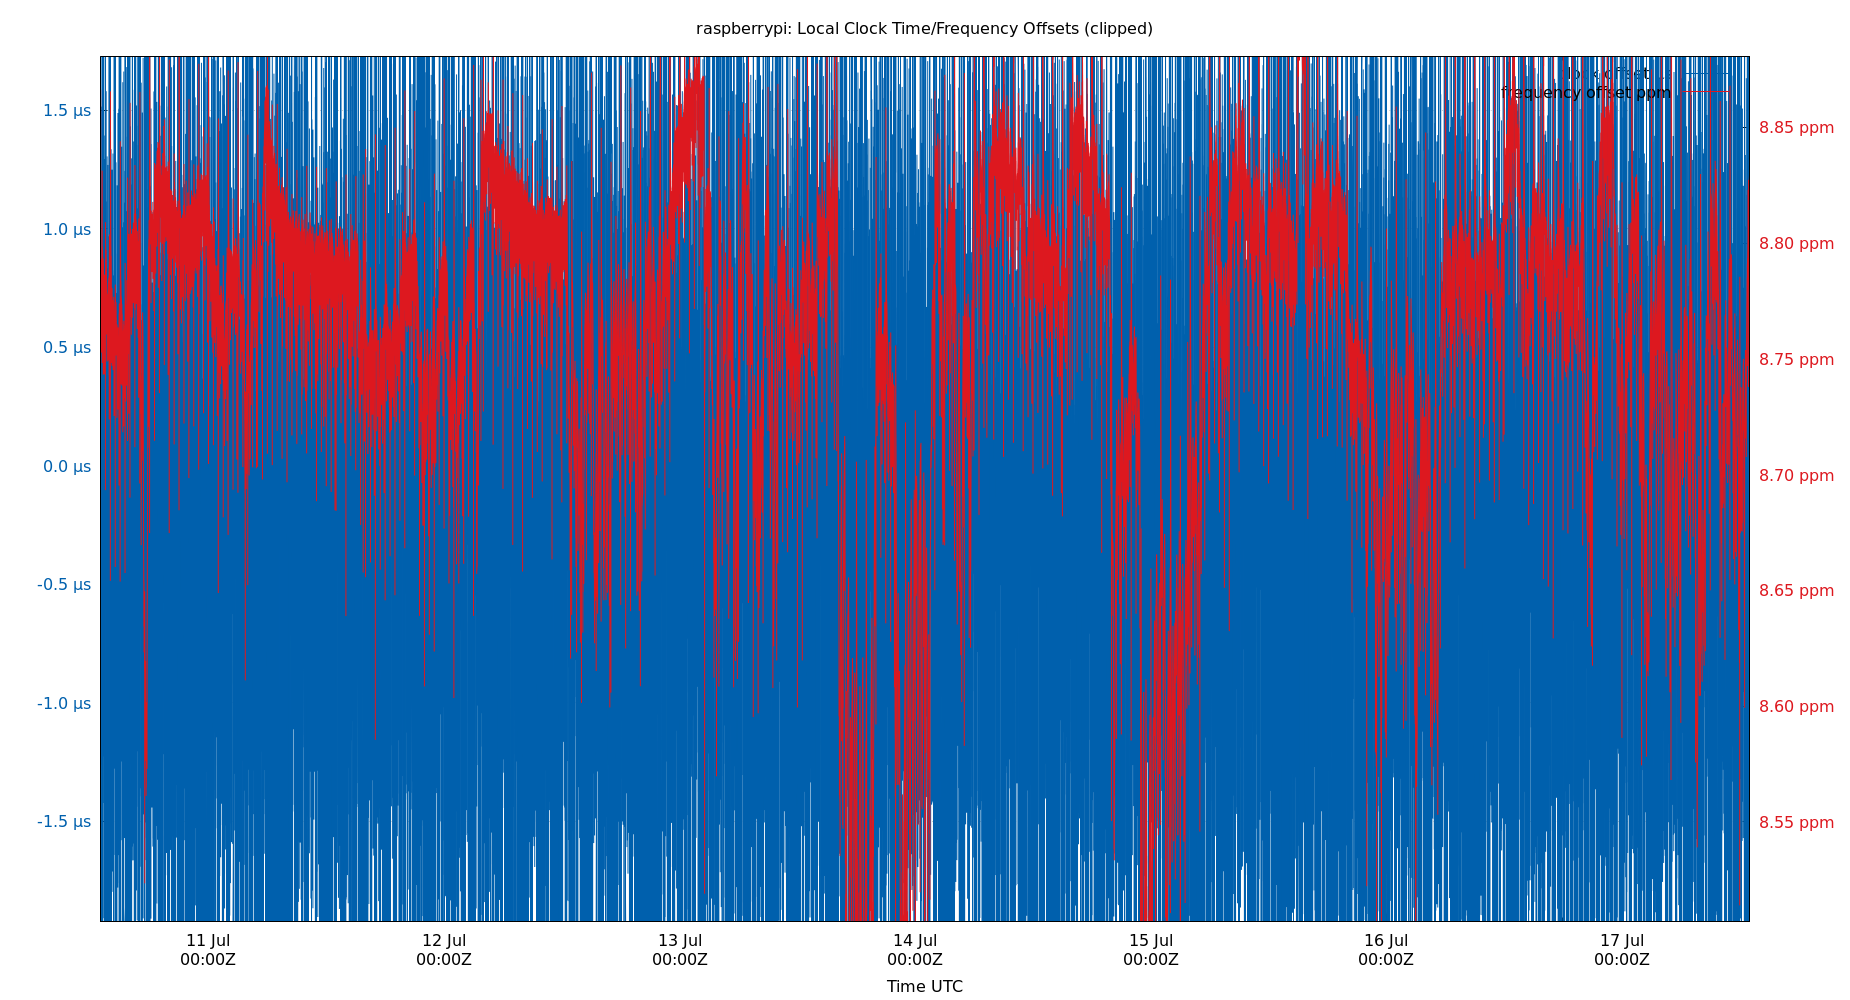 raspberrypi: Local Clock Time/Frequency Offsets (clipped)
clock offset
frequency offset ppm
1.5 μs
1.0 μs
0.5 μs
0.0 μs
-0.5 μs
-1.0 μs
-1.5 μs
8.85 ppm
8.80 ppm
8.75 ppm
8.70 ppm
8.65 ppm
8.60 ppm
8.55 ppm
11 Jul 12 Jul 13 Jul 14 Jul 15 Jul 16 Jul 17 Jul
00:00Z 00:00Z 00:00Z 00:00Z 00:00Z 00:00Z 00:00Z
Time UTC